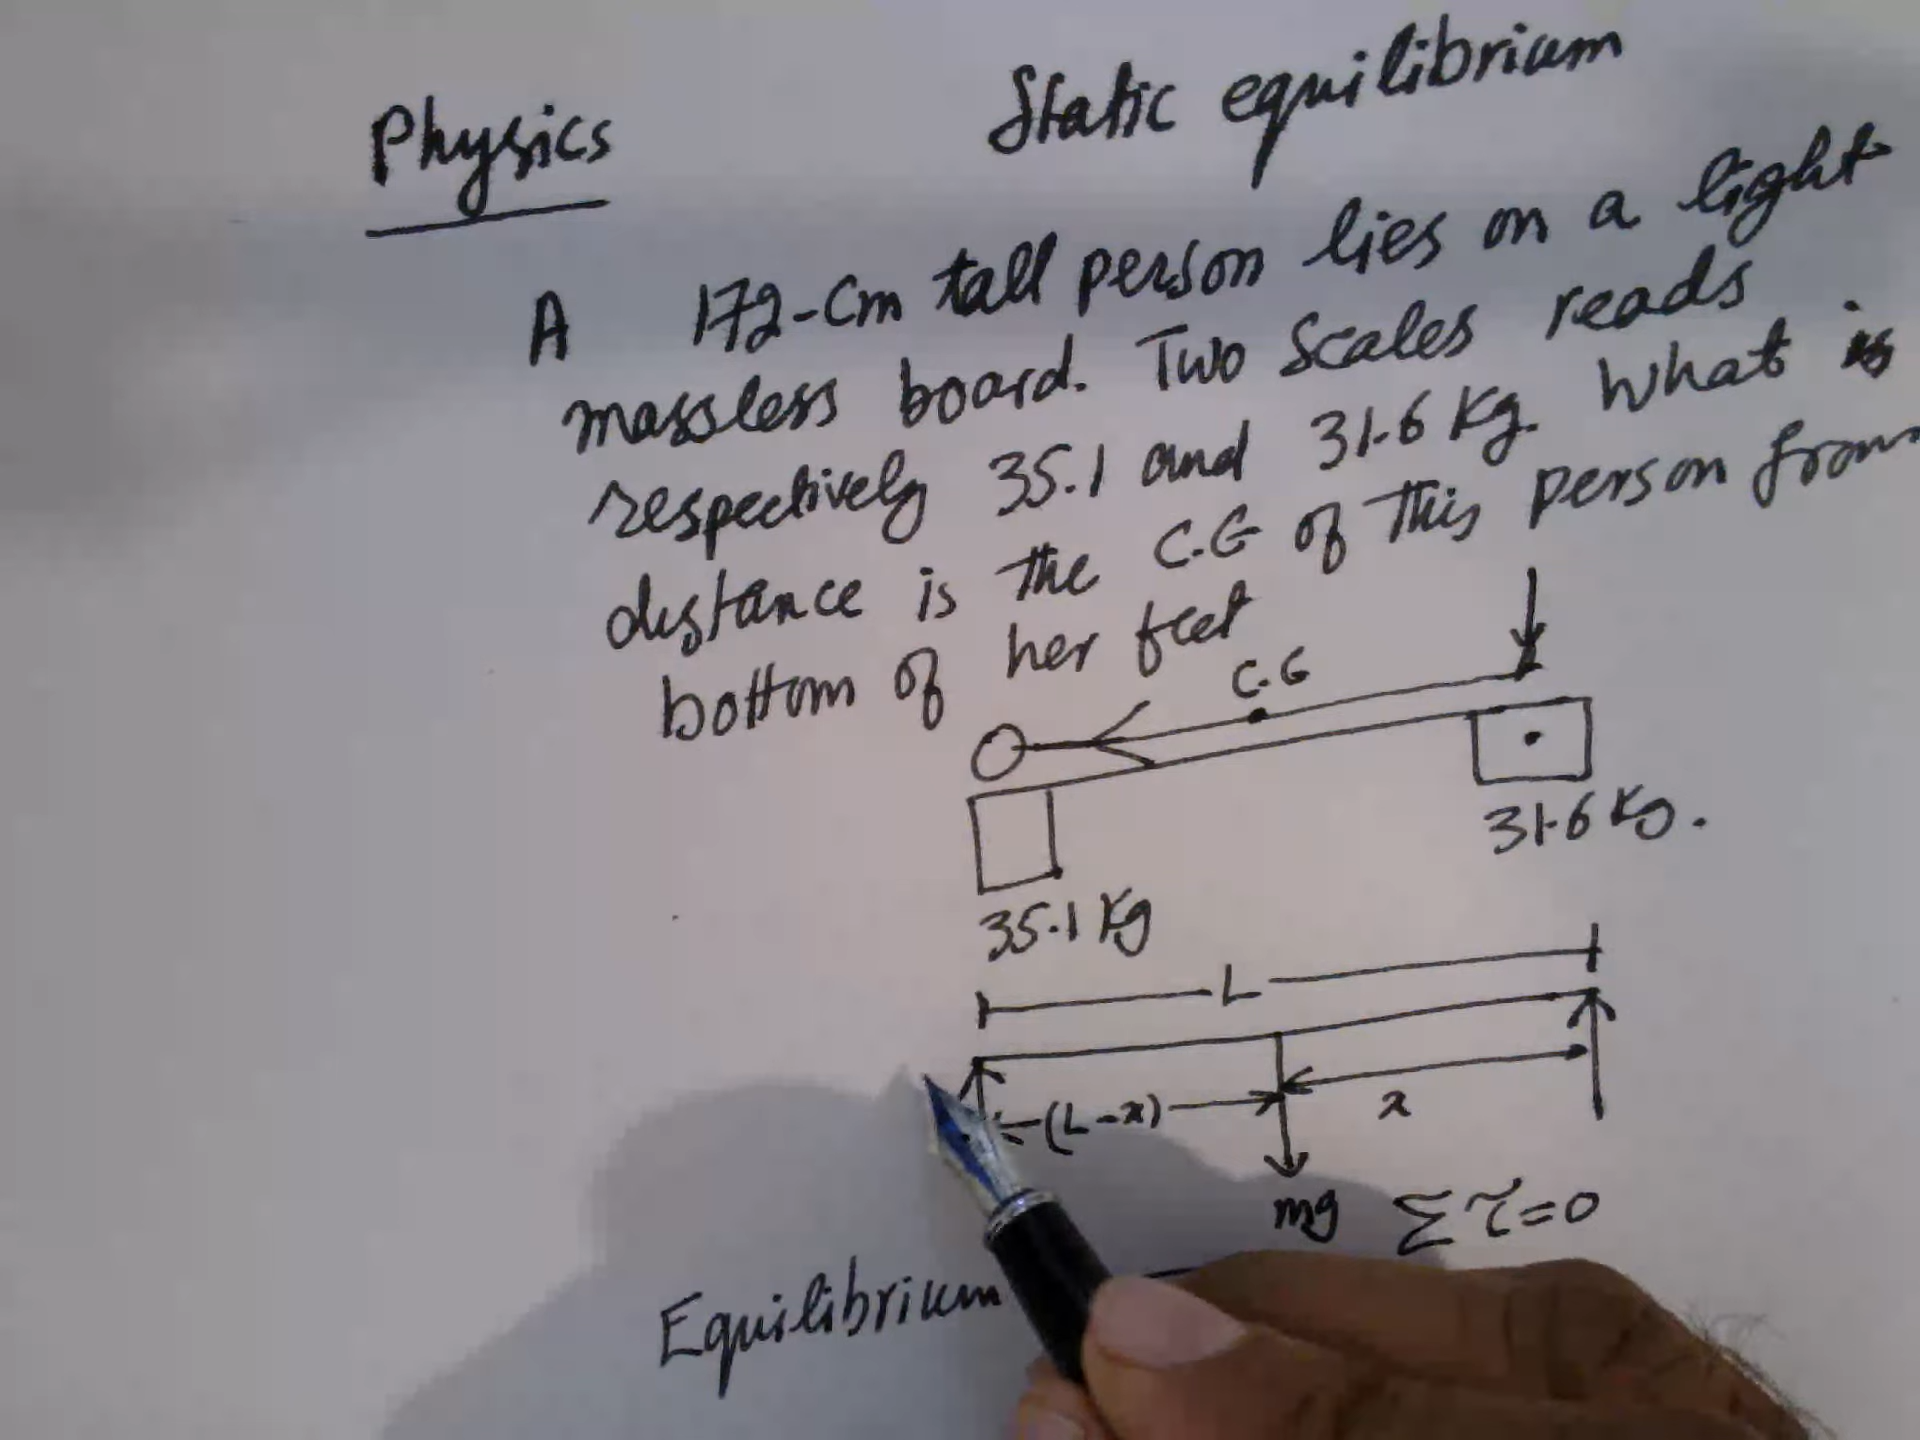 Physics
Static equilibrium
A 172-cm tall person lies on a light
massless board. Two Scales reads
respectively 35.1 and 31.6 Kg. What is
distance is the C.G of this person from
bottom of her feet
C.G
31.6 Kg.
35.1 Kg
L
(L-x)
x
mg
Στ=0
Equilibrium